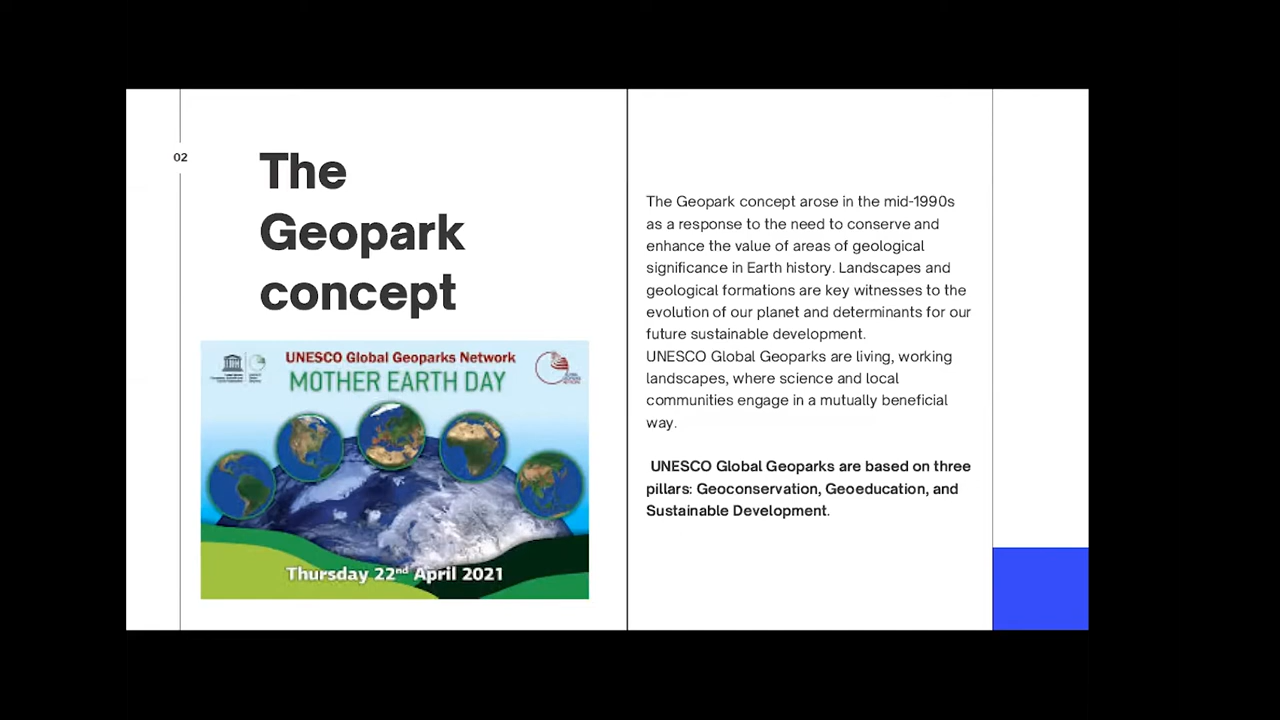 02
The
Geopark
concept
UNESCO Global Geoparks Network
MOTHER EARTH DAY
Thursday 22nd April 2021
The Geopark concept arose in the mid-1990s
as a response to the need to conserve and
enhance the value of areas of geological
significance in Earth history. Landscapes and
geological formations are key witnesses to the
evolution of our planet and determinants for our
future sustainable development.
UNESCO Global Geoparks are living, working
landscapes, where science and local
communities engage in a mutually beneficial
way.
UNESCO Global Geoparks are based on three
pillars: Geoconservation, Geoeducation, and
Sustainable Development.